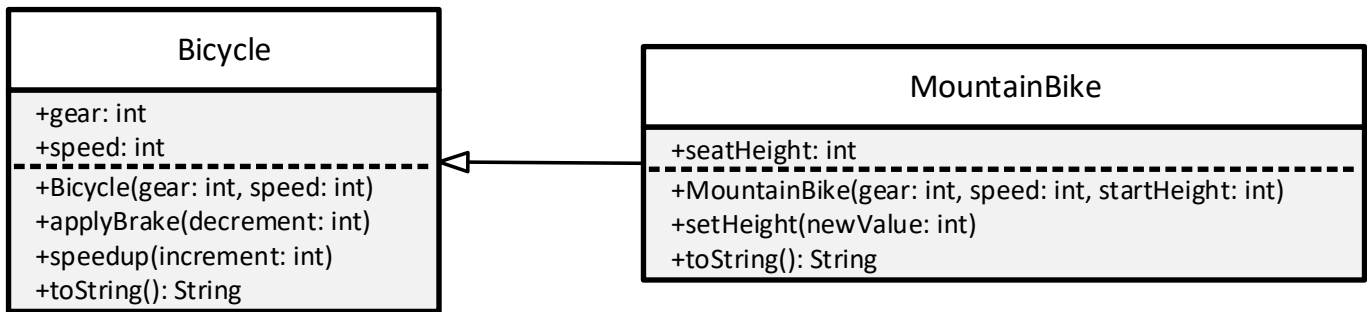 Bicycle
+gear: int
+speed: int
+Bicycle(gear: int, speed: int)
+applyBrake(decrement: int)
+speedup(increment: int)
+toString(): String
MountainBike
+seatHeight: int
+MountainBike(gear: int, speed: int, startHeight: int)
+setHeight(newValue: int)
+toString(): String